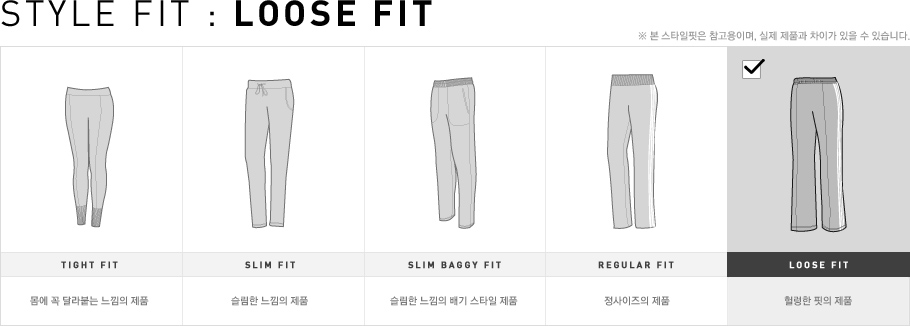 STYLE FIT : LOOSE FIT
※ 본 스타일핏은 참고용이며, 실제 제품과 차이가 있을 수 있습니다.
TIGHT FIT
SLIM FIT
SLIM BAGGY FIT
REGULAR FIT
LOOSE FIT
몸에 꼭 달라붙는 느낌의 제품
슬림한 느낌의 제품
슬림한 느낌의 배기 스타일 제품
정사이즈의 제품
헐렁한 핏의 제품